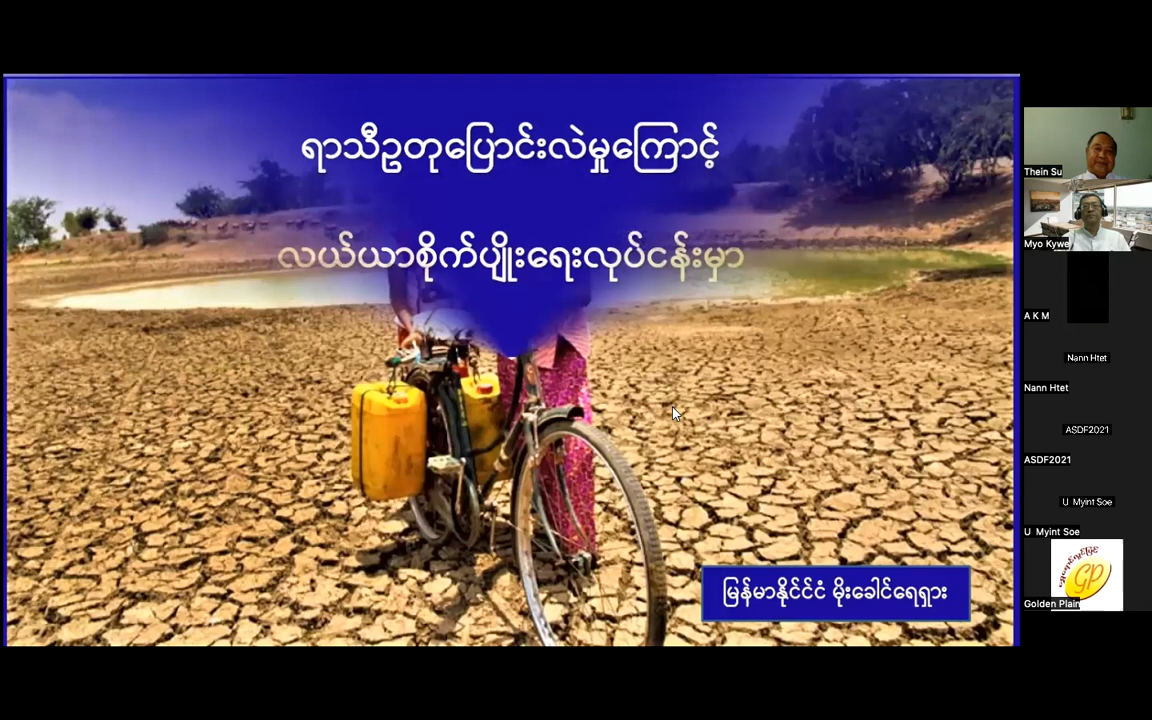 ရာသီဥတုပြောင်းလဲမှုကြောင့်
လယ်ယာစိုက်ပျိုးရေးလုပ်ငန်းမှာ
မြန်မာနိုင်ငံ မိုးခေါင်ရေရှား
Thein Su
Myo Kywe
A K M
Nann Htet
Nann Htet
ASDF2021
ASDF2021
U Myint Soe
U Myint Soe
GP
Golden Plain